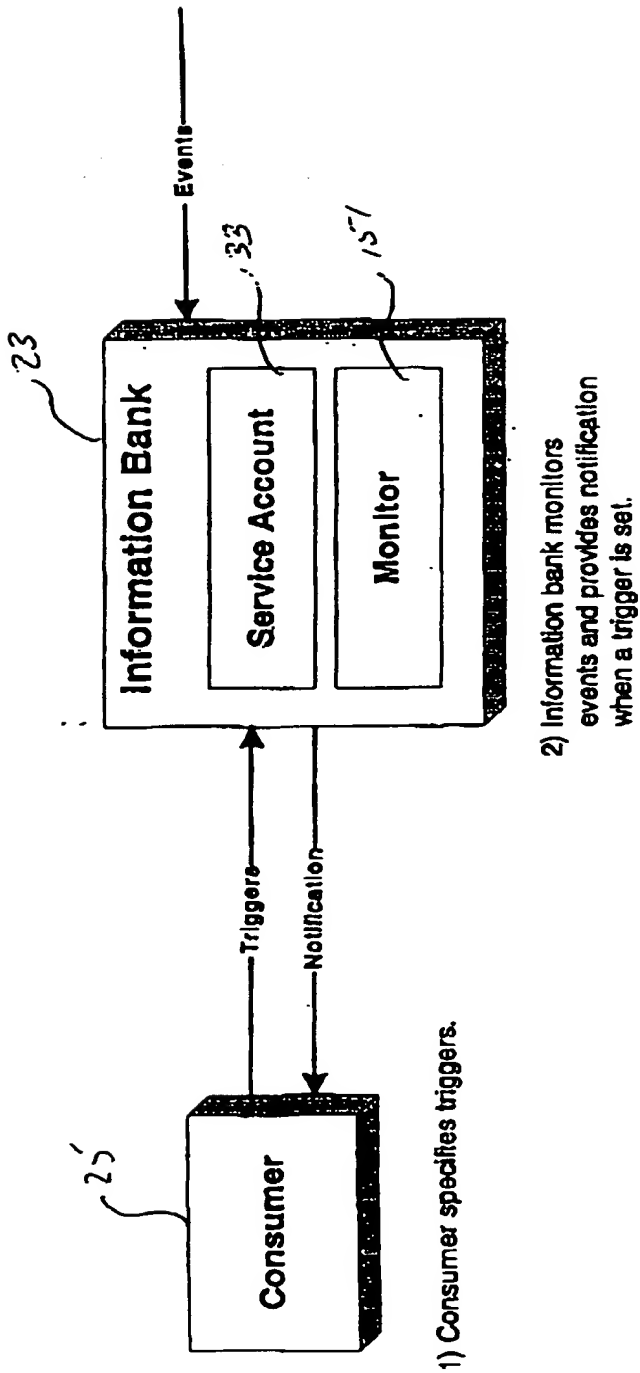 23
Information Bank
Events
Service Account
33
Monitor
151
Triggers
Notification
25
Consumer
1) Consumer specifies triggers.
2) Information bank monitors
events and provides notification
when a trigger is set.